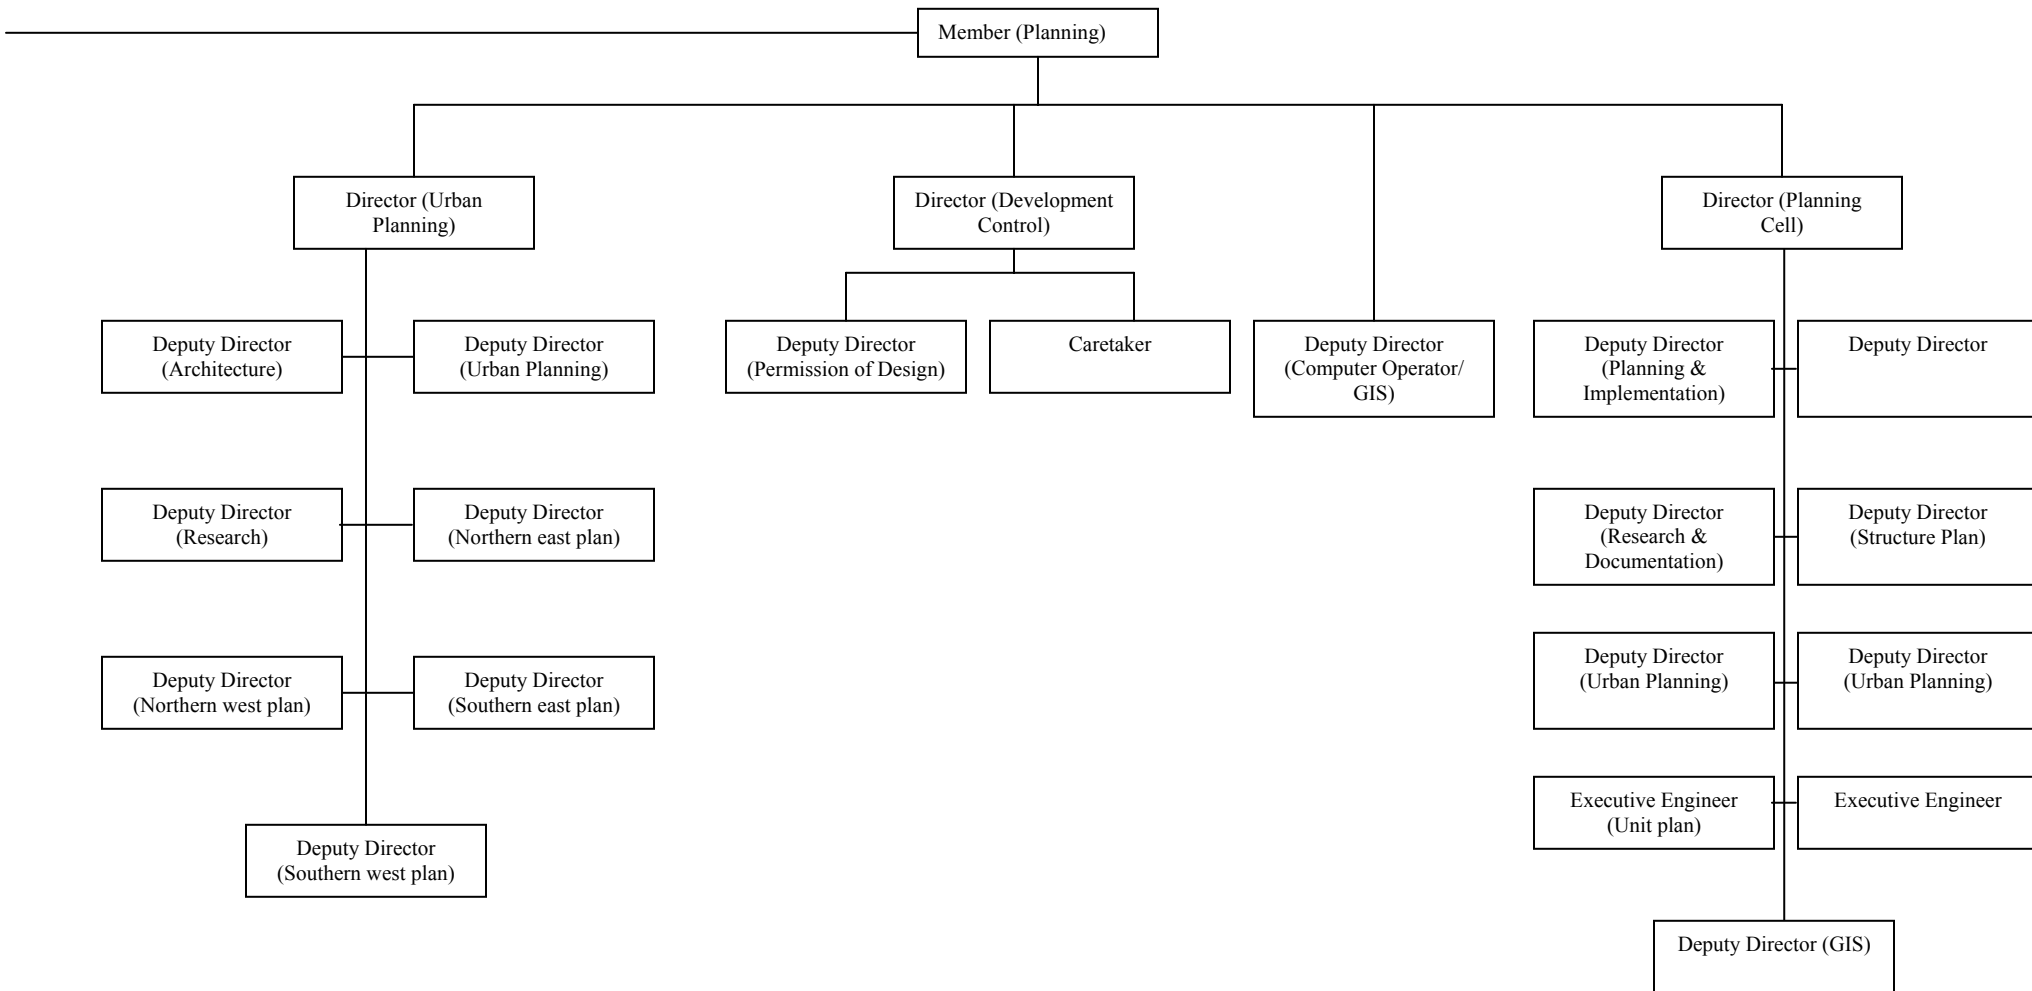 Member (Planning)
Director (Urban
Planning)
Director (Development
Control)
Director (Planning
Cell)
Deputy Director
(Architecture)
Deputy Director
(Urban Planning)
Deputy Director
(Permission of Design)
Caretaker
Deputy Director
(Computer Operator/
GIS)
Deputy Director
(Planning &
Implementation)
Deputy Director
Deputy Director
(Research)
Deputy Director
(Northern east plan)
Deputy Director
(Research &
Documentation)
Deputy Director
(Structure Plan)
Deputy Director
(Northern west plan)
Deputy Director
(Southern east plan)
Deputy Director
(Urban Planning)
Deputy Director
(Urban Planning)
Executive Engineer
(Unit plan)
Executive Engineer
Deputy Director
(Southern west plan)
Deputy Director (GIS)